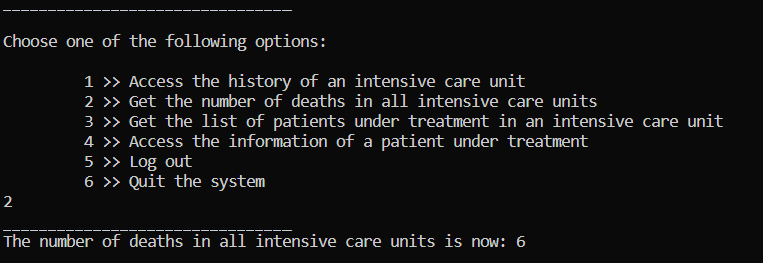 ________________________________
Choose one of the following options:
1 >> Access the history of an intensive care unit
2 >> Get the number of deaths in all intensive care units
3 >> Get the list of patients under treatment in an intensive care unit
4 >> Access the information of a patient under treatment
5 >> Log out
6 >> Quit the system
2
________________________________
The number of deaths in all intensive care units is now: 6